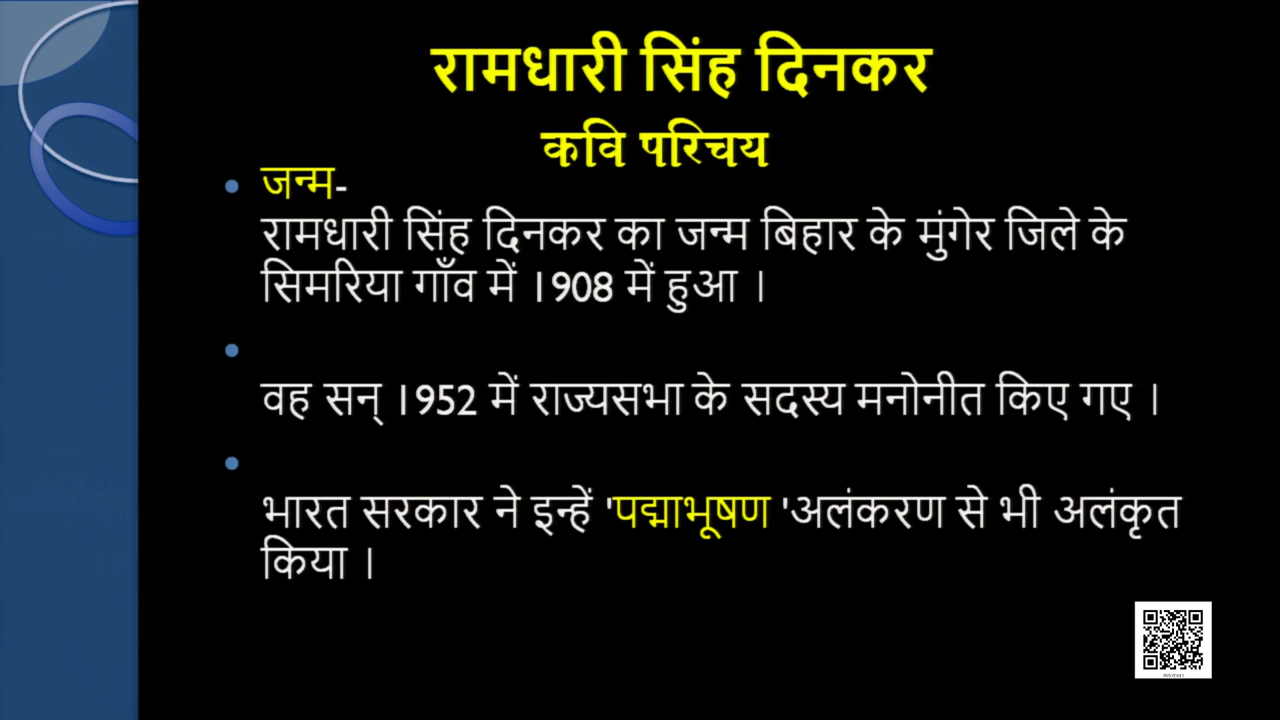 रामधारी सिंह दिनकर
कवि परिचय
जन्म-
रामधारी सिंह दिनकर का जन्म बिहार के मुंगेर जिले के
सिमरिया गाँव में 1908 में हुआ ।
वह सन् 1952 में राज्यसभा के सदस्य मनोनीत किए गए ।
भारत सरकार ने इन्हें 'पद्माभूषण 'अलंकरण से भी अलंकृत
किया ।